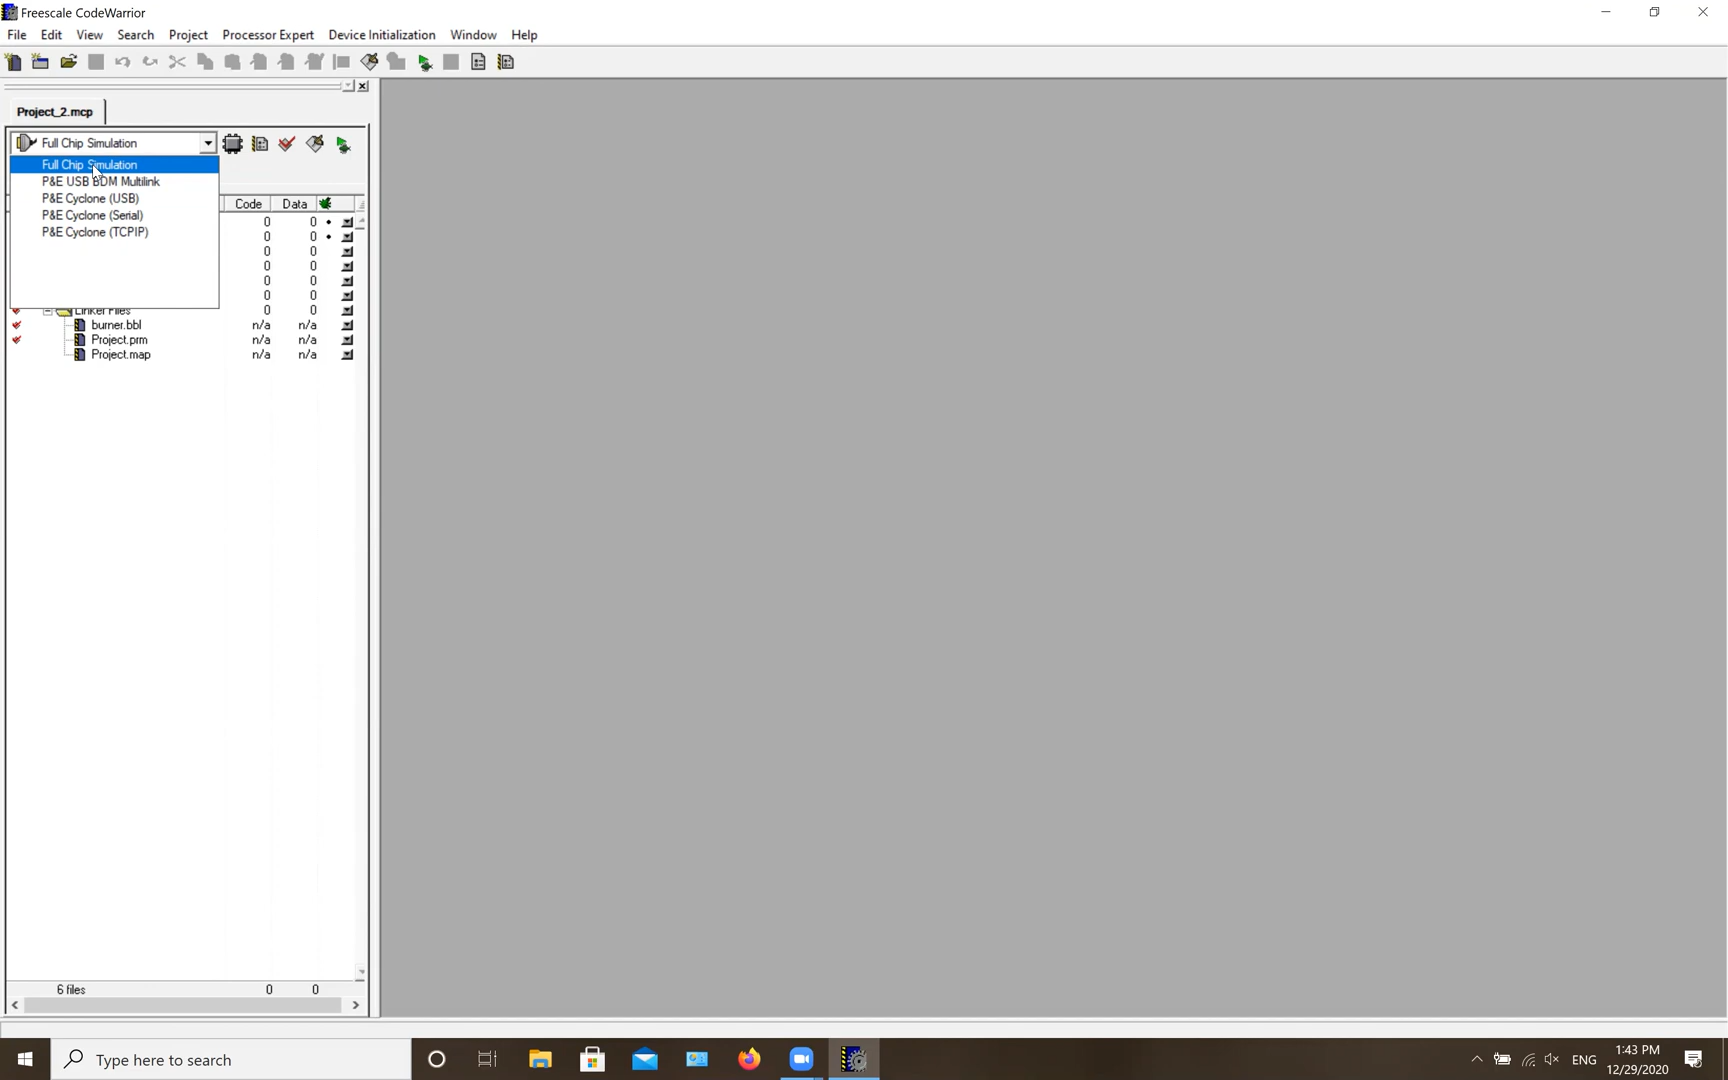 Freescale CodeWarrior
File Edit View Search Project Processor Expert Device Initialization Window Help
Project_2.mcp
Full Chip Simulation
Full Chip Simulation
P&E USB BDM Multilink
P&E Cyclone (USB)
P&E Cyclone (Serial)
P&E Cyclone (TCPIP)
Code Data
0 0
0 0
0 0
0 0
0 0
0 0
Linker Files 0 0
burner.bbl n/a n/a
Project.prm n/a n/a
Project.map n/a n/a
6 files 0 0
Type here to search
ENG
1:43 PM
12/29/2020